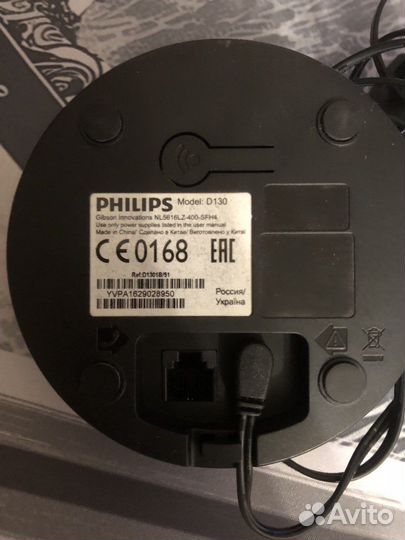 PHILIPS Model: D130
Gibson Innovations NL5616LZ-400-SFH4
Use only power supplies listed in the user manual
Made in China/ Сделано в Китае/ Виготовлено у Китаї
CE0168 EAC
Ref:D1301B/51
YVPA1629028950
Россия/
Україна
Avito